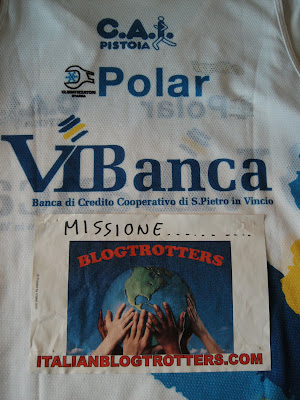 C.A.I.
PISTOIA
Polar
ViBanca
Banca di Credito Cooperativo di S.Pietro in Vincio
MISSIONE............
BLOGTROTTERS
ITALIANBLOGTROTTERS.COM